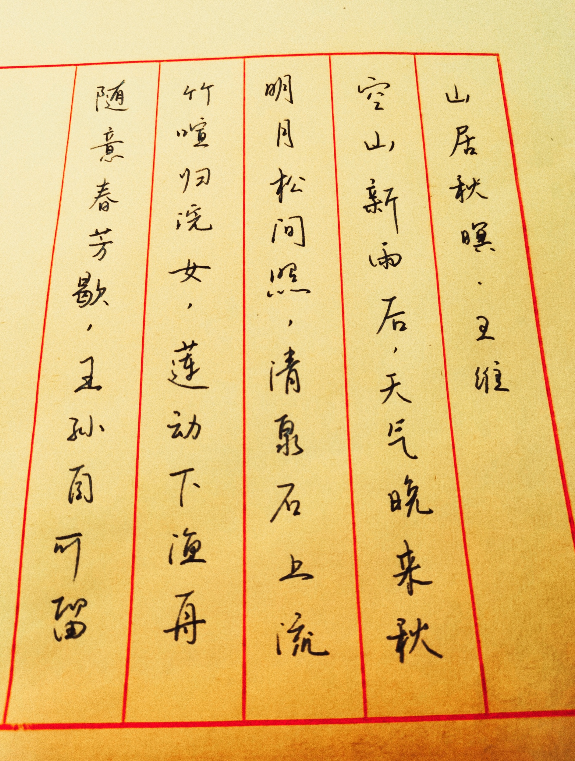 山居秋暝·王维
空山新雨后,天气晚来秋
明月松间照,清泉石上流
竹喧归浣女,莲动下渔舟
随意春芳歇,王孙自可留